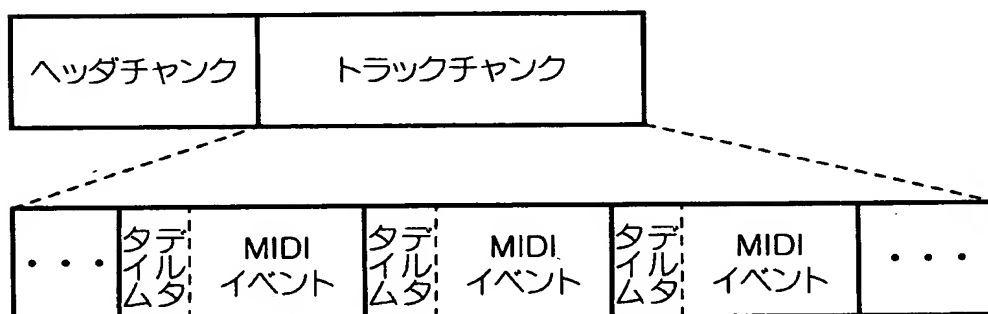 ヘッダチャンク
トラックチャンク
・・・
デルタ
タイム
MIDI
イベント
デルタ
タイム
MIDI
イベント
デルタ
タイム
MIDI
イベント
・・・